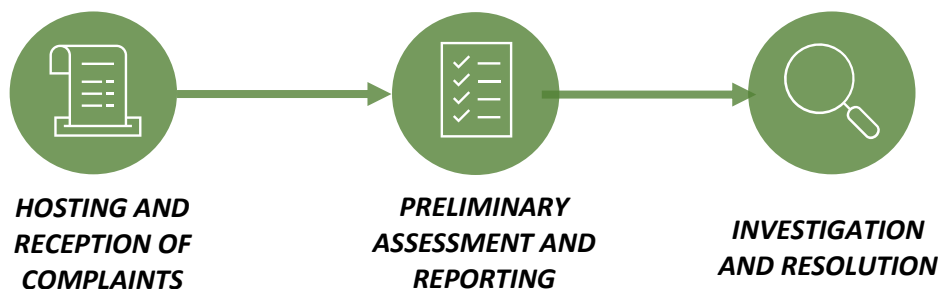 HOSTING AND
RECEPTION OF
COMPLAINTS
PRELIMINARY
ASSESSMENT AND
REPORTING
INVESTIGATION
AND RESOLUTION